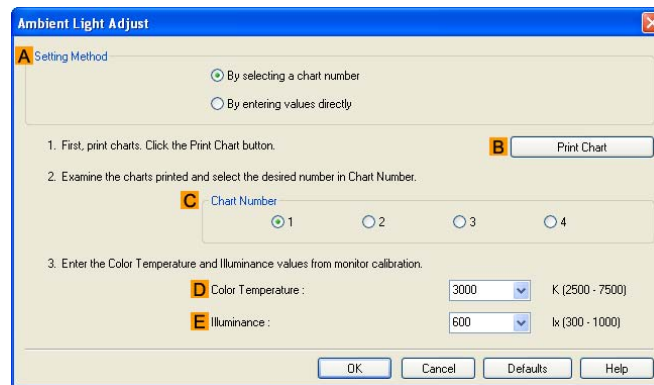 Ambient Light Adjust
A Setting Method
By selecting a chart number
By entering values directly
1. First, print charts. Click the Print Chart button.
B Print Chart
2. Examine the charts printed and select the desired number in Chart Number.
C Chart Number
1 2 3 4
3. Enter the Color Temperature and Illuminance values from monitor calibration.
D Color Temperature : 3000 K (2500 - 7500)
E Illuminance : 600 lx (300 - 1000)
OK Cancel Defaults Help